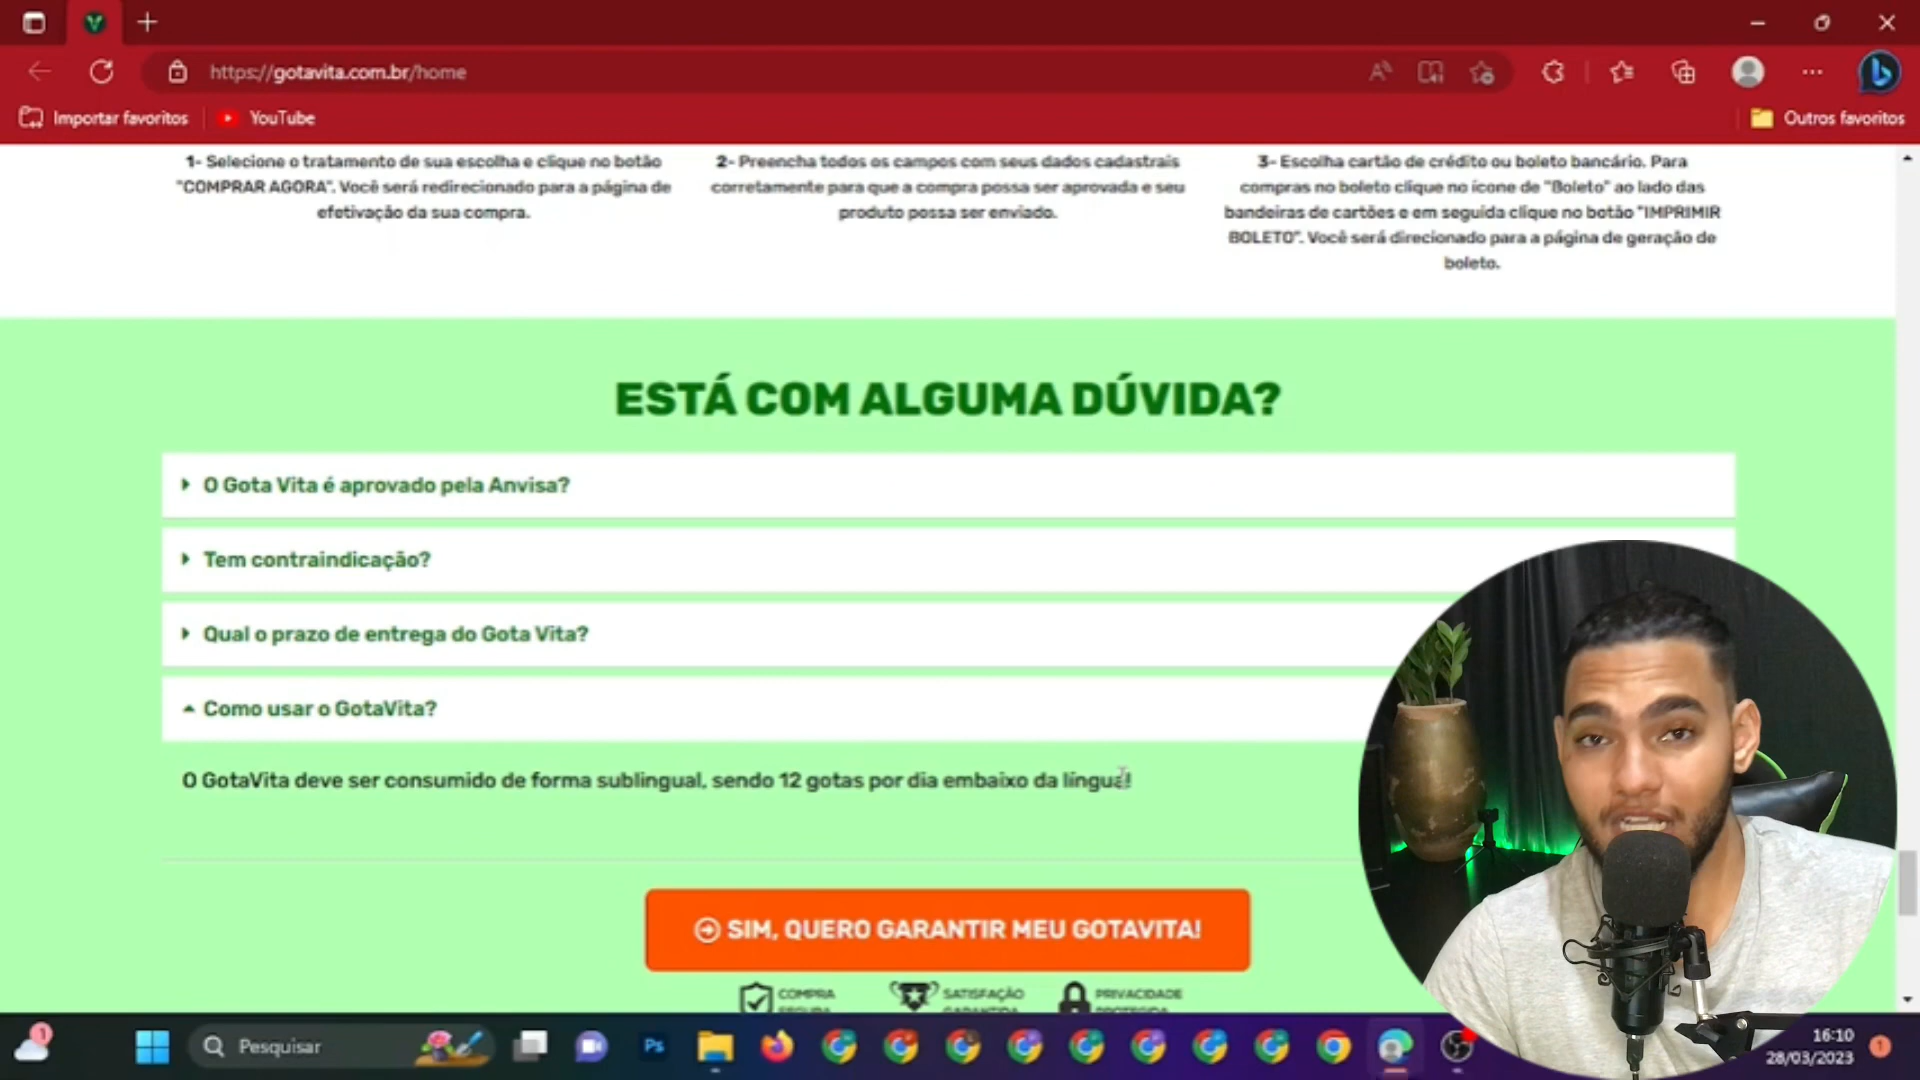 https://gotavita.com.br/home
Importar favoritos
YouTube
Outros favoritos
1- Selecione o tratamento de sua escolha e clique no botão
"COMPRAR AGORA". Você será redirecionado para a página de
efetivação da sua compra.
2- Preencha todos os campos com seus dados cadastrais
corretamente para que a compra possa ser aprovada e seu
produto possa ser enviado.
3- Escolha cartão de crédito ou boleto bancário. Para
compras no boleto clique no ícone de "Boleto" ao lado das
bandeiras de cartões e em seguida clique no botão "IMPRIMIR
BOLETO". Você será direcionado para a página de geração de
boleto.
ESTÁ COM ALGUMA DÚVIDA?
O Gota Vita é aprovado pela Anvisa?
Tem contraindicação?
Qual o prazo de entrega do Gota Vita?
Como usar o GotaVita?
O GotaVita deve ser consumido de forma sublingual, sendo 12 gotas por dia embaixo da língua!
SIM, QUERO GARANTIR MEU GOTAVITA!
COMPRA
SEGURA
SATISFAÇÃO
GARANTIDA
PRIVACIDADE
PROTEGIDA
1
Pesquisar
Ps
16:10
28/03/2023
1